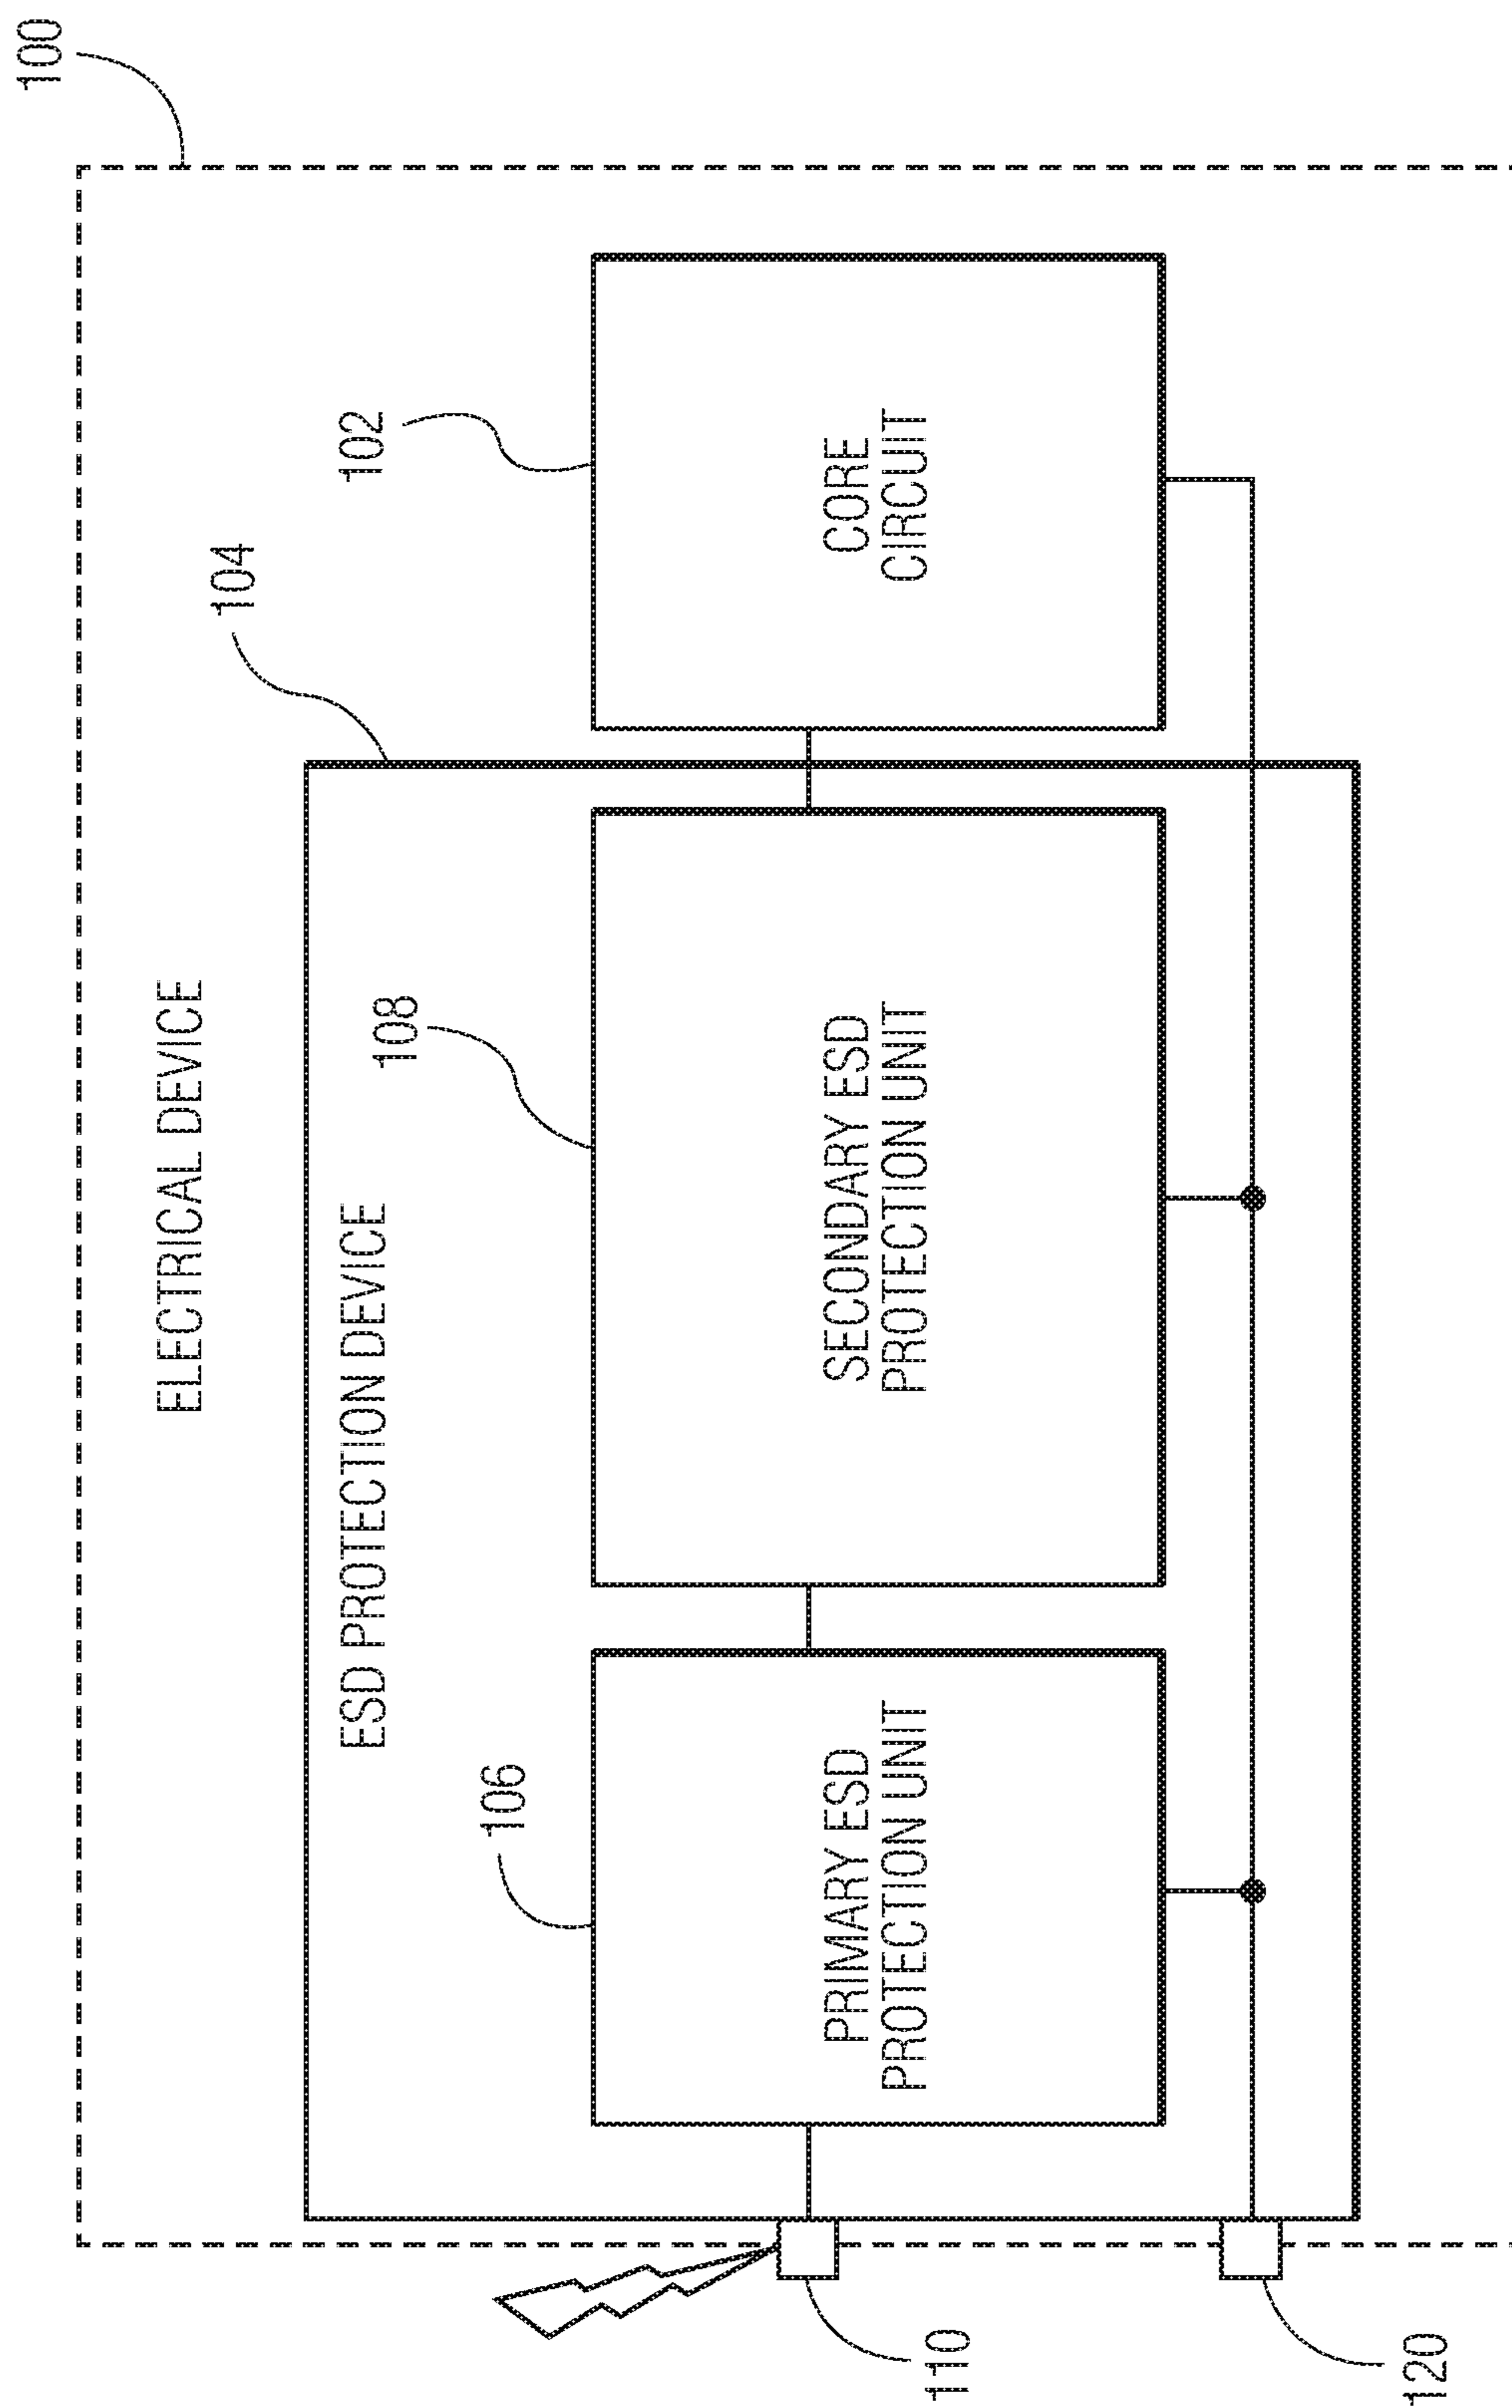 100
ELECTRICAL DEVICE
104
ESD PROTECTION DEVICE
102
108
106
PRIMARY ESD
PROTECTION UNIT
SECONDARY ESD
PROTECTION UNIT
CORE
CIRCUIT
110
120